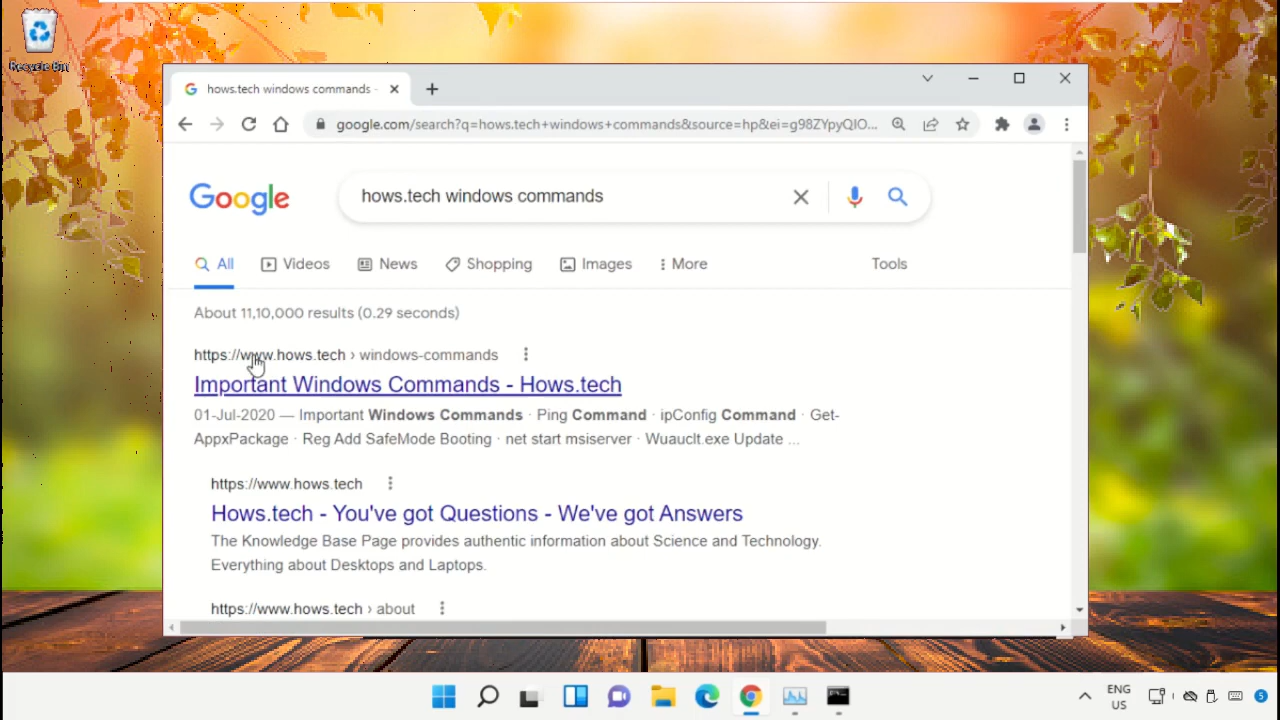 Recycle Bin
hows.tech windows commands -
google.com/search?q=hows.tech+windows+commands&source=hp&ei=g98ZYpyQIO...
Google
hows.tech windows commands
All Videos News Shopping Images More Tools
About 11,10,000 results (0.29 seconds)
https://www.hows.tech › windows-commands
Important Windows Commands - Hows.tech
01-Jul-2020 — Important Windows Commands · Ping Command · ipConfig Command · Get-
AppxPackage · Reg Add SafeMode Booting · net start msiserver · Wuauclt.exe Update ...
https://www.hows.tech
Hows.tech - You've got Questions - We've got Answers
The Knowledge Base Page provides authentic information about Science and Technology.
Everything about Desktops and Laptops.
https://www.hows.tech › about
ENG
US
5